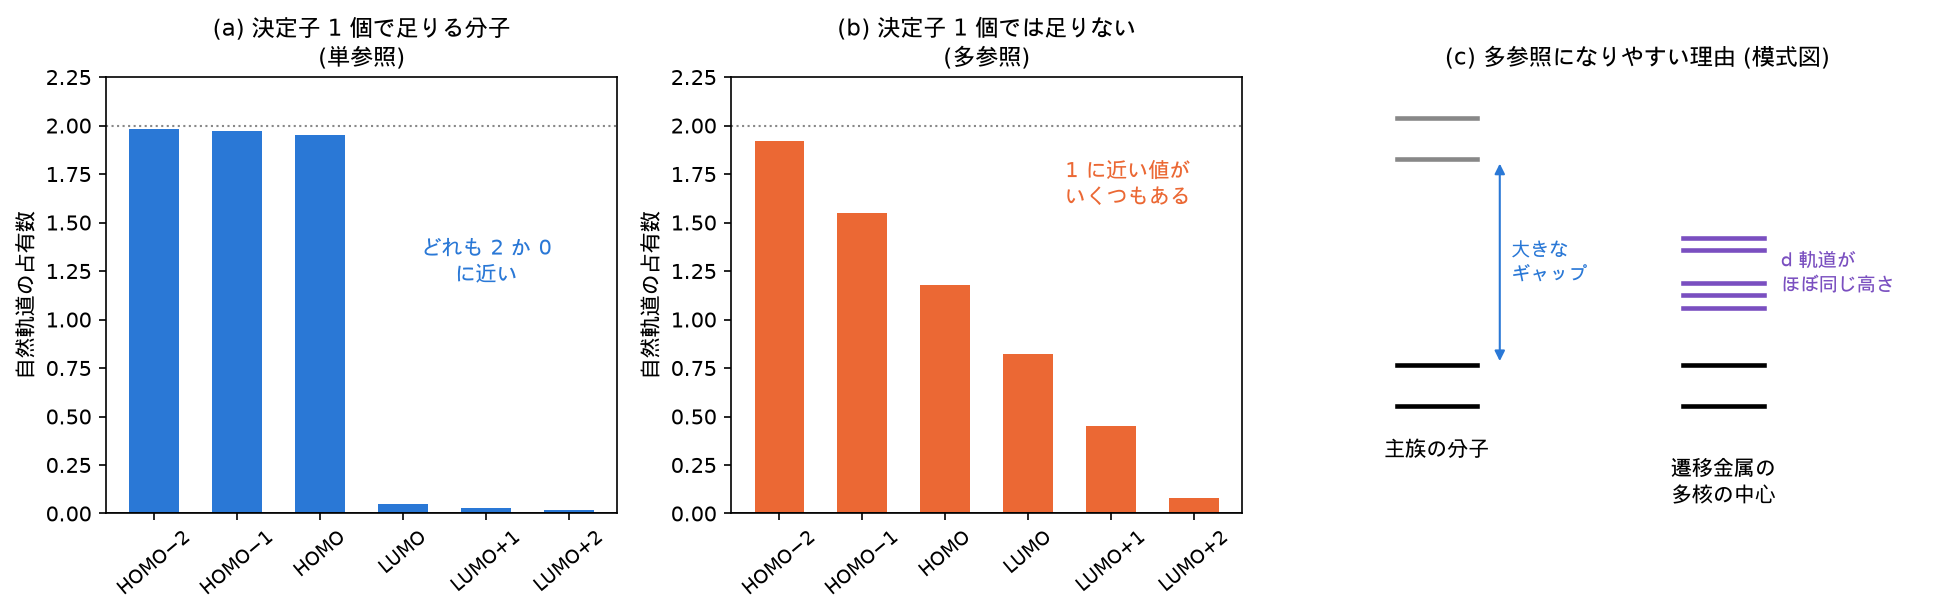 (a) 決定子 1 個で足りる分子
(単参照)
自然軌道の占有数
2.25
2.00
1.75
1.50
1.25
1.00
0.75
0.50
0.25
0.00
どれも 2 か 0
に近い
HOMO−2
HOMO−1
HOMO
LUMO
LUMO+1
LUMO+2
(b) 決定子 1 個では足りない
(多参照)
自然軌道の占有数
2.25
2.00
1.75
1.50
1.25
1.00
0.75
0.50
0.25
0.00
1 に近い値が
いくつもある
HOMO−2
HOMO−1
HOMO
LUMO
LUMO+1
LUMO+2
(c) 多参照になりやすい理由 (模式図)
大きな
ギャップ
d 軌道が
ほぼ同じ高さ
主族の分子
遷移金属の
多核の中心